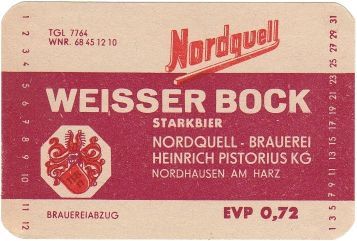 TGL 7764
WNR. 68 45 12 10
Nordquell
WEISSER BOCK
STARKBIER
NORDQUELL - BRAUEREI
HEINRICH PISTORIUS KG
NORDHAUSEN AM HARZ
BRAUEREIABZUG
EVP 0,72
1 2 3 4 5 6 7 8 9 10 11 12
1 3 5 7 9 11 13 15 17 19 21 23 25 27 29 31